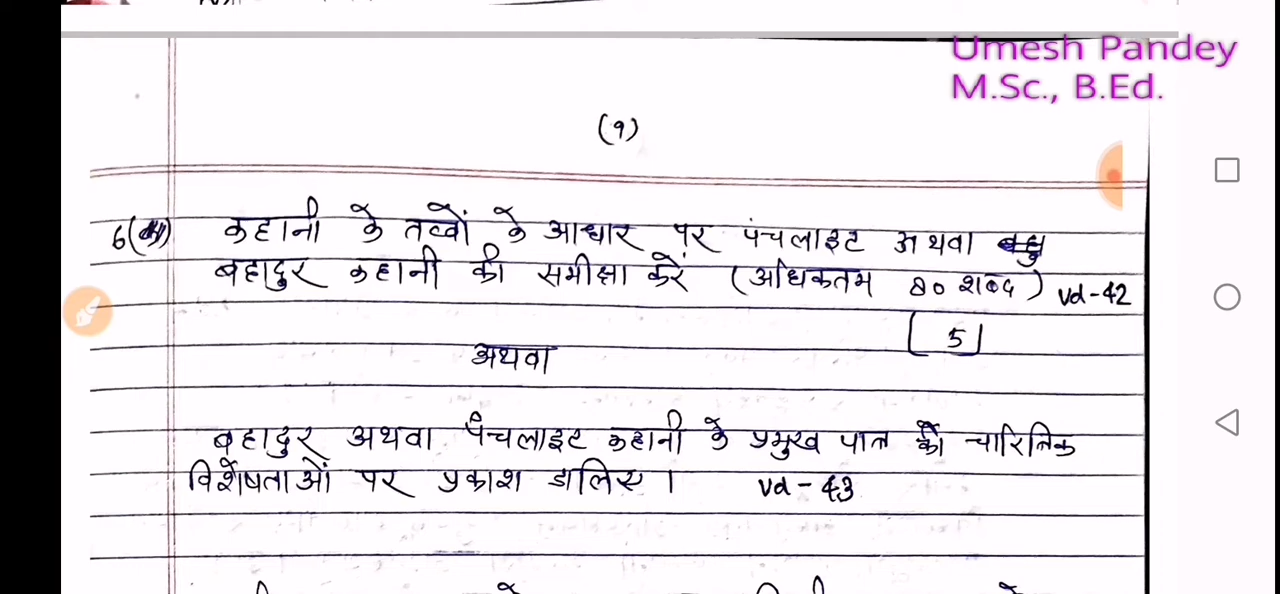 Umesh Pandey
M.Sc., B.Ed.
(१)
6(क) कहानी के तत्वों के आधार पर पंचलाइट अथवा
बहादुर कहानी की समीक्षा करें (अधिकतम 80 शब्द) Vd-42
5
अथवा
बहादुर अथवा पंचलाइट कहानी के प्रमुख पात्र की चारित्रिक
विशेषताओं पर प्रकाश डालिए । Vd-43